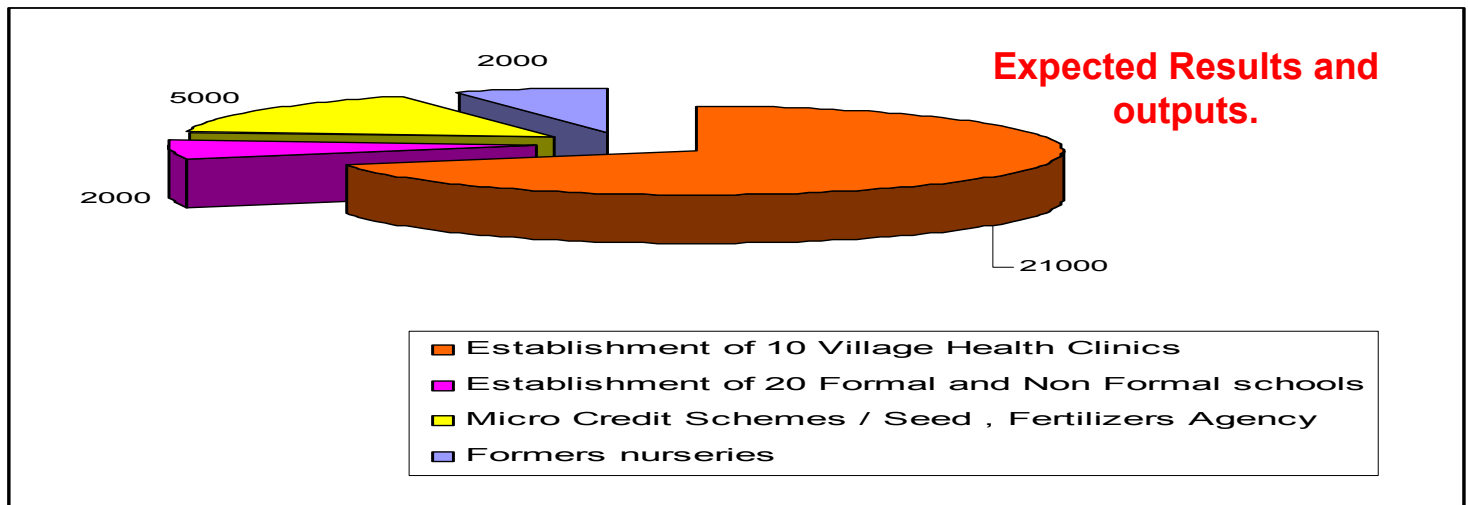 2000
Expected Results and
outputs.
5000
2000
21000
Establishment of 10 Village Health Clinics
Establishment of 20 Formal and Non Formal schools
Micro Credit Schemes / Seed , Fertilizers Agency
Formers nurseries